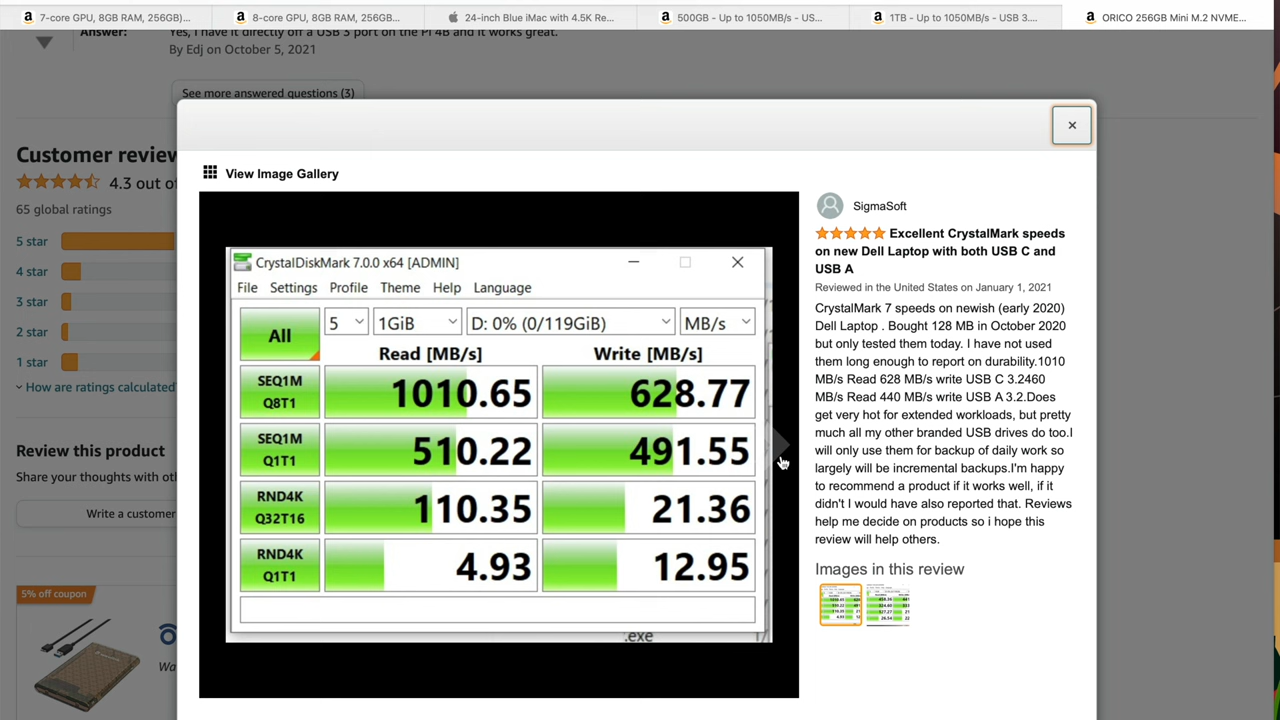 7-core GPU, 8GB RAM, 256GB)...
8-core GPU, 8GB RAM, 256GB...
24-inch Blue iMac with 4.5K Re...
500GB - Up to 1050MB/s - US...
1TB - Up to 1050MB/s - USB 3....
ORICO 256GB Mini M.2 NVME...
Answer:
Yes, I have it directly off a USB 3 port on the Pi 4B and it works great.
By Edj on October 5, 2021
See more answered questions (3)
Customer review
4.3 out of
65 global ratings
5 star
4 star
3 star
2 star
1 star
How are ratings calculated
Review this product
Share your thoughts with othe
Write a customer
5% off coupon
Wa
×
View Image Gallery
CrystalDiskMark 7.0.0 x64 [ADMIN]
File Settings Profile Theme Help Language
All
5
1GiB
D: 0% (0/119GiB)
MB/s
Read [MB/s]
Write [MB/s]
SEQ1M
Q8T1
1010.65
628.77
SEQ1M
Q1T1
510.22
491.55
RND4K
Q32T16
110.35
21.36
RND4K
Q1T1
4.93
12.95
.exe
SigmaSoft
Excellent CrystalMark speeds
on new Dell Laptop with both USB C and
USB A
Reviewed in the United States on January 1, 2021
CrystalMark 7 speeds on newish (early 2020)
Dell Laptop . Bought 128 MB in October 2020
but only tested them today. I have not used
them long enough to report on durability.1010
MB/s Read 628 MB/s write USB C 3.2460
MB/s Read 440 MB/s write USB A 3.2.Does
get very hot for extended workloads, but pretty
much all my other branded USB drives do too.I
will only use them for backup of daily work so
largely will be incremental backups.I'm happy
to recommend a product if it works well, if it
didn't I would have also reported that. Reviews
help me decide on products so i hope this
review will help others.
Images in this review